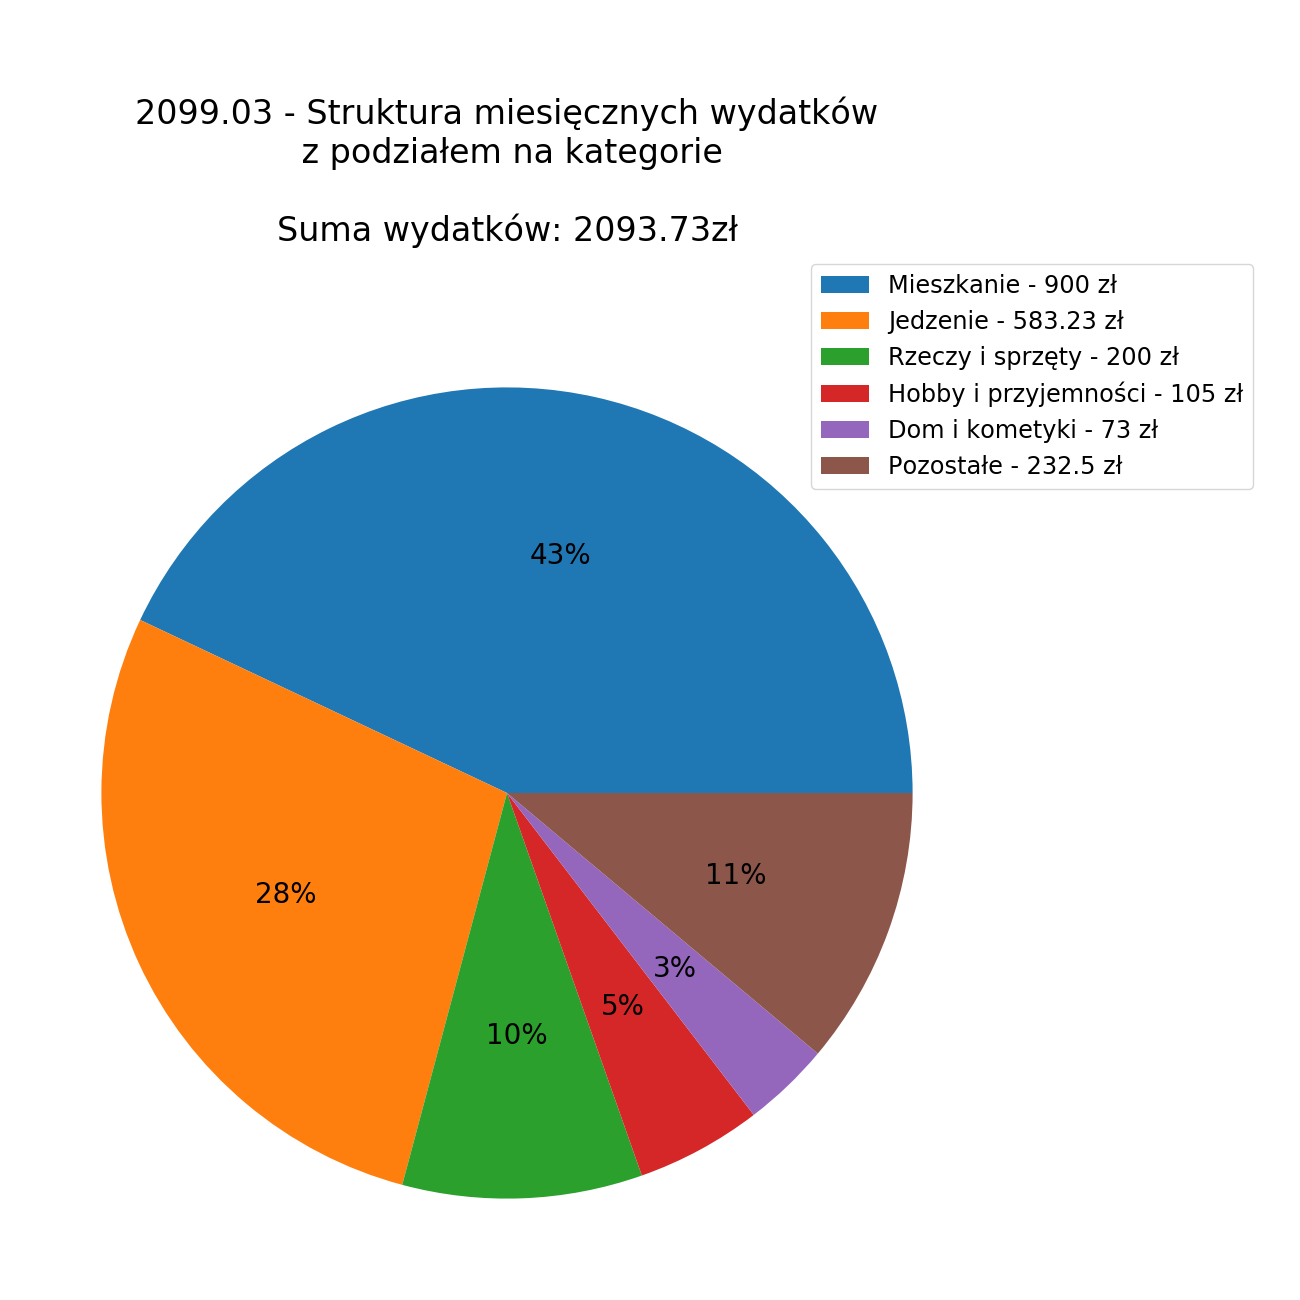 2099.03 - Struktura miesięcznych wydatków
z podziałem na kategorie
Suma wydatków: 2093.73zł
Mieszkanie - 900 zł
Jedzenie - 583.23 zł
Rzeczy i sprzęty - 200 zł
Hobby i przyjemności - 105 zł
Dom i kometyki - 73 zł
Pozostałe - 232.5 zł
43%
28%
11%
3%
5%
10%